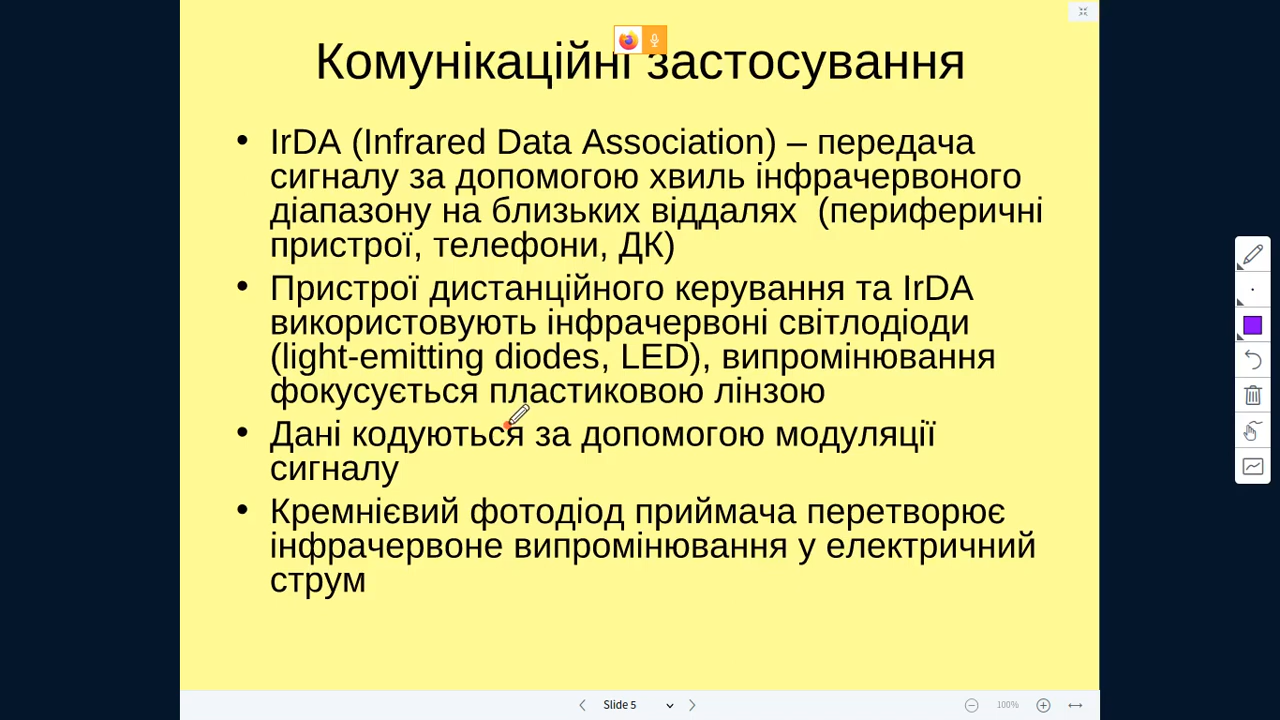 Комунікаційні застосування
• IrDA (Infrared Data Association) – передача
сигналу за допомогою хвиль інфрачервоного
діапазону на близьких віддалях (периферичні
пристрої, телефони, ДК)
• Пристрої дистанційного керування та IrDA
використовують інфрачервоні світлодіоди
(light-emitting diodes, LED), випромінювання
фокусується пластиковою лінзою
• Дані кодуються за допомогою модуляції
сигналу
• Кремнієвий фотодіод приймача перетворює
інфрачервоне випромінювання у електричний
струм
Slide 5
100%